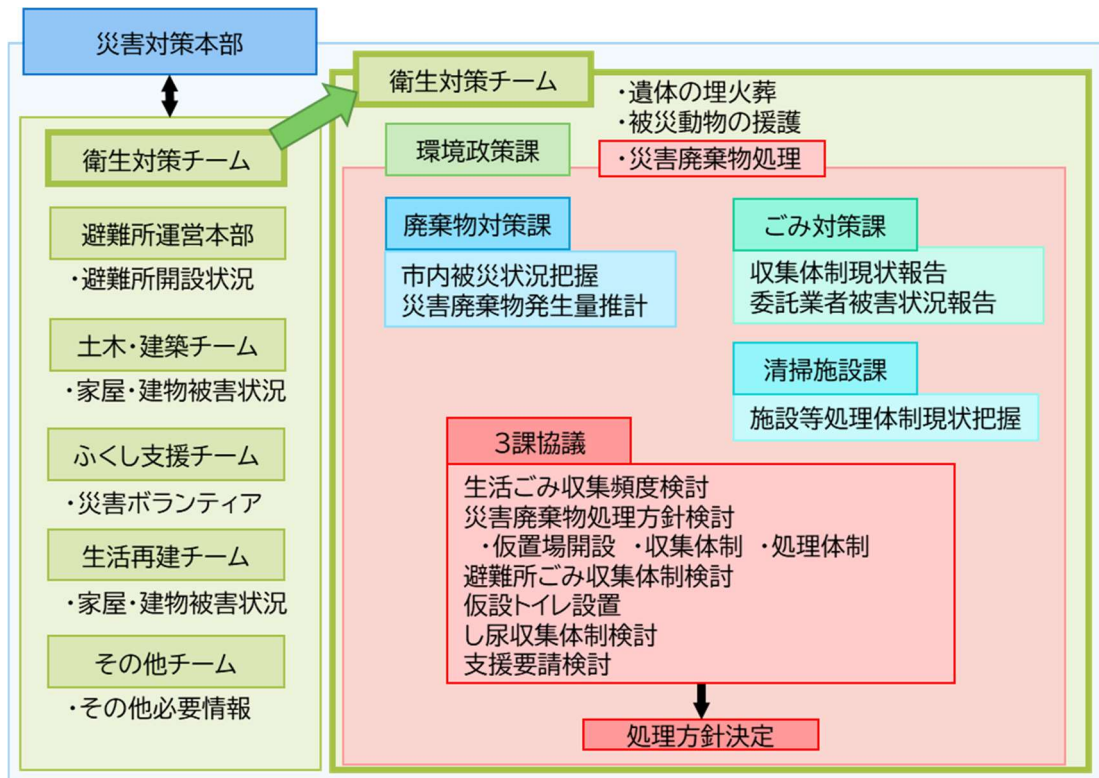 災害対策本部
衛生対策チーム
避難所運営本部
・避難所開設状況
土木・建築チーム
・家屋・建物被害状況
ふくし支援チーム
・災害ボランティア
生活再建チーム
・家屋・建物被害状況
その他チーム
・その他必要情報
衛生対策チーム
・遺体の埋火葬
・被災動物の援護
・災害廃棄物処理
環境政策課
廃棄物対策課
市内被災状況把握
災害廃棄物発生量推計
ごみ対策課
収集体制現状報告
委託業者被害状況報告
清掃施設課
施設等処理体制現状把握
3課協議
生活ごみ収集頻度検討
災害廃棄物処理方針検討
・仮置場開設 ・収集体制 ・処理体制
避難所ごみ収集体制検討
仮設トイレ設置
し尿収集体制検討
支援要請検討
処理方針決定